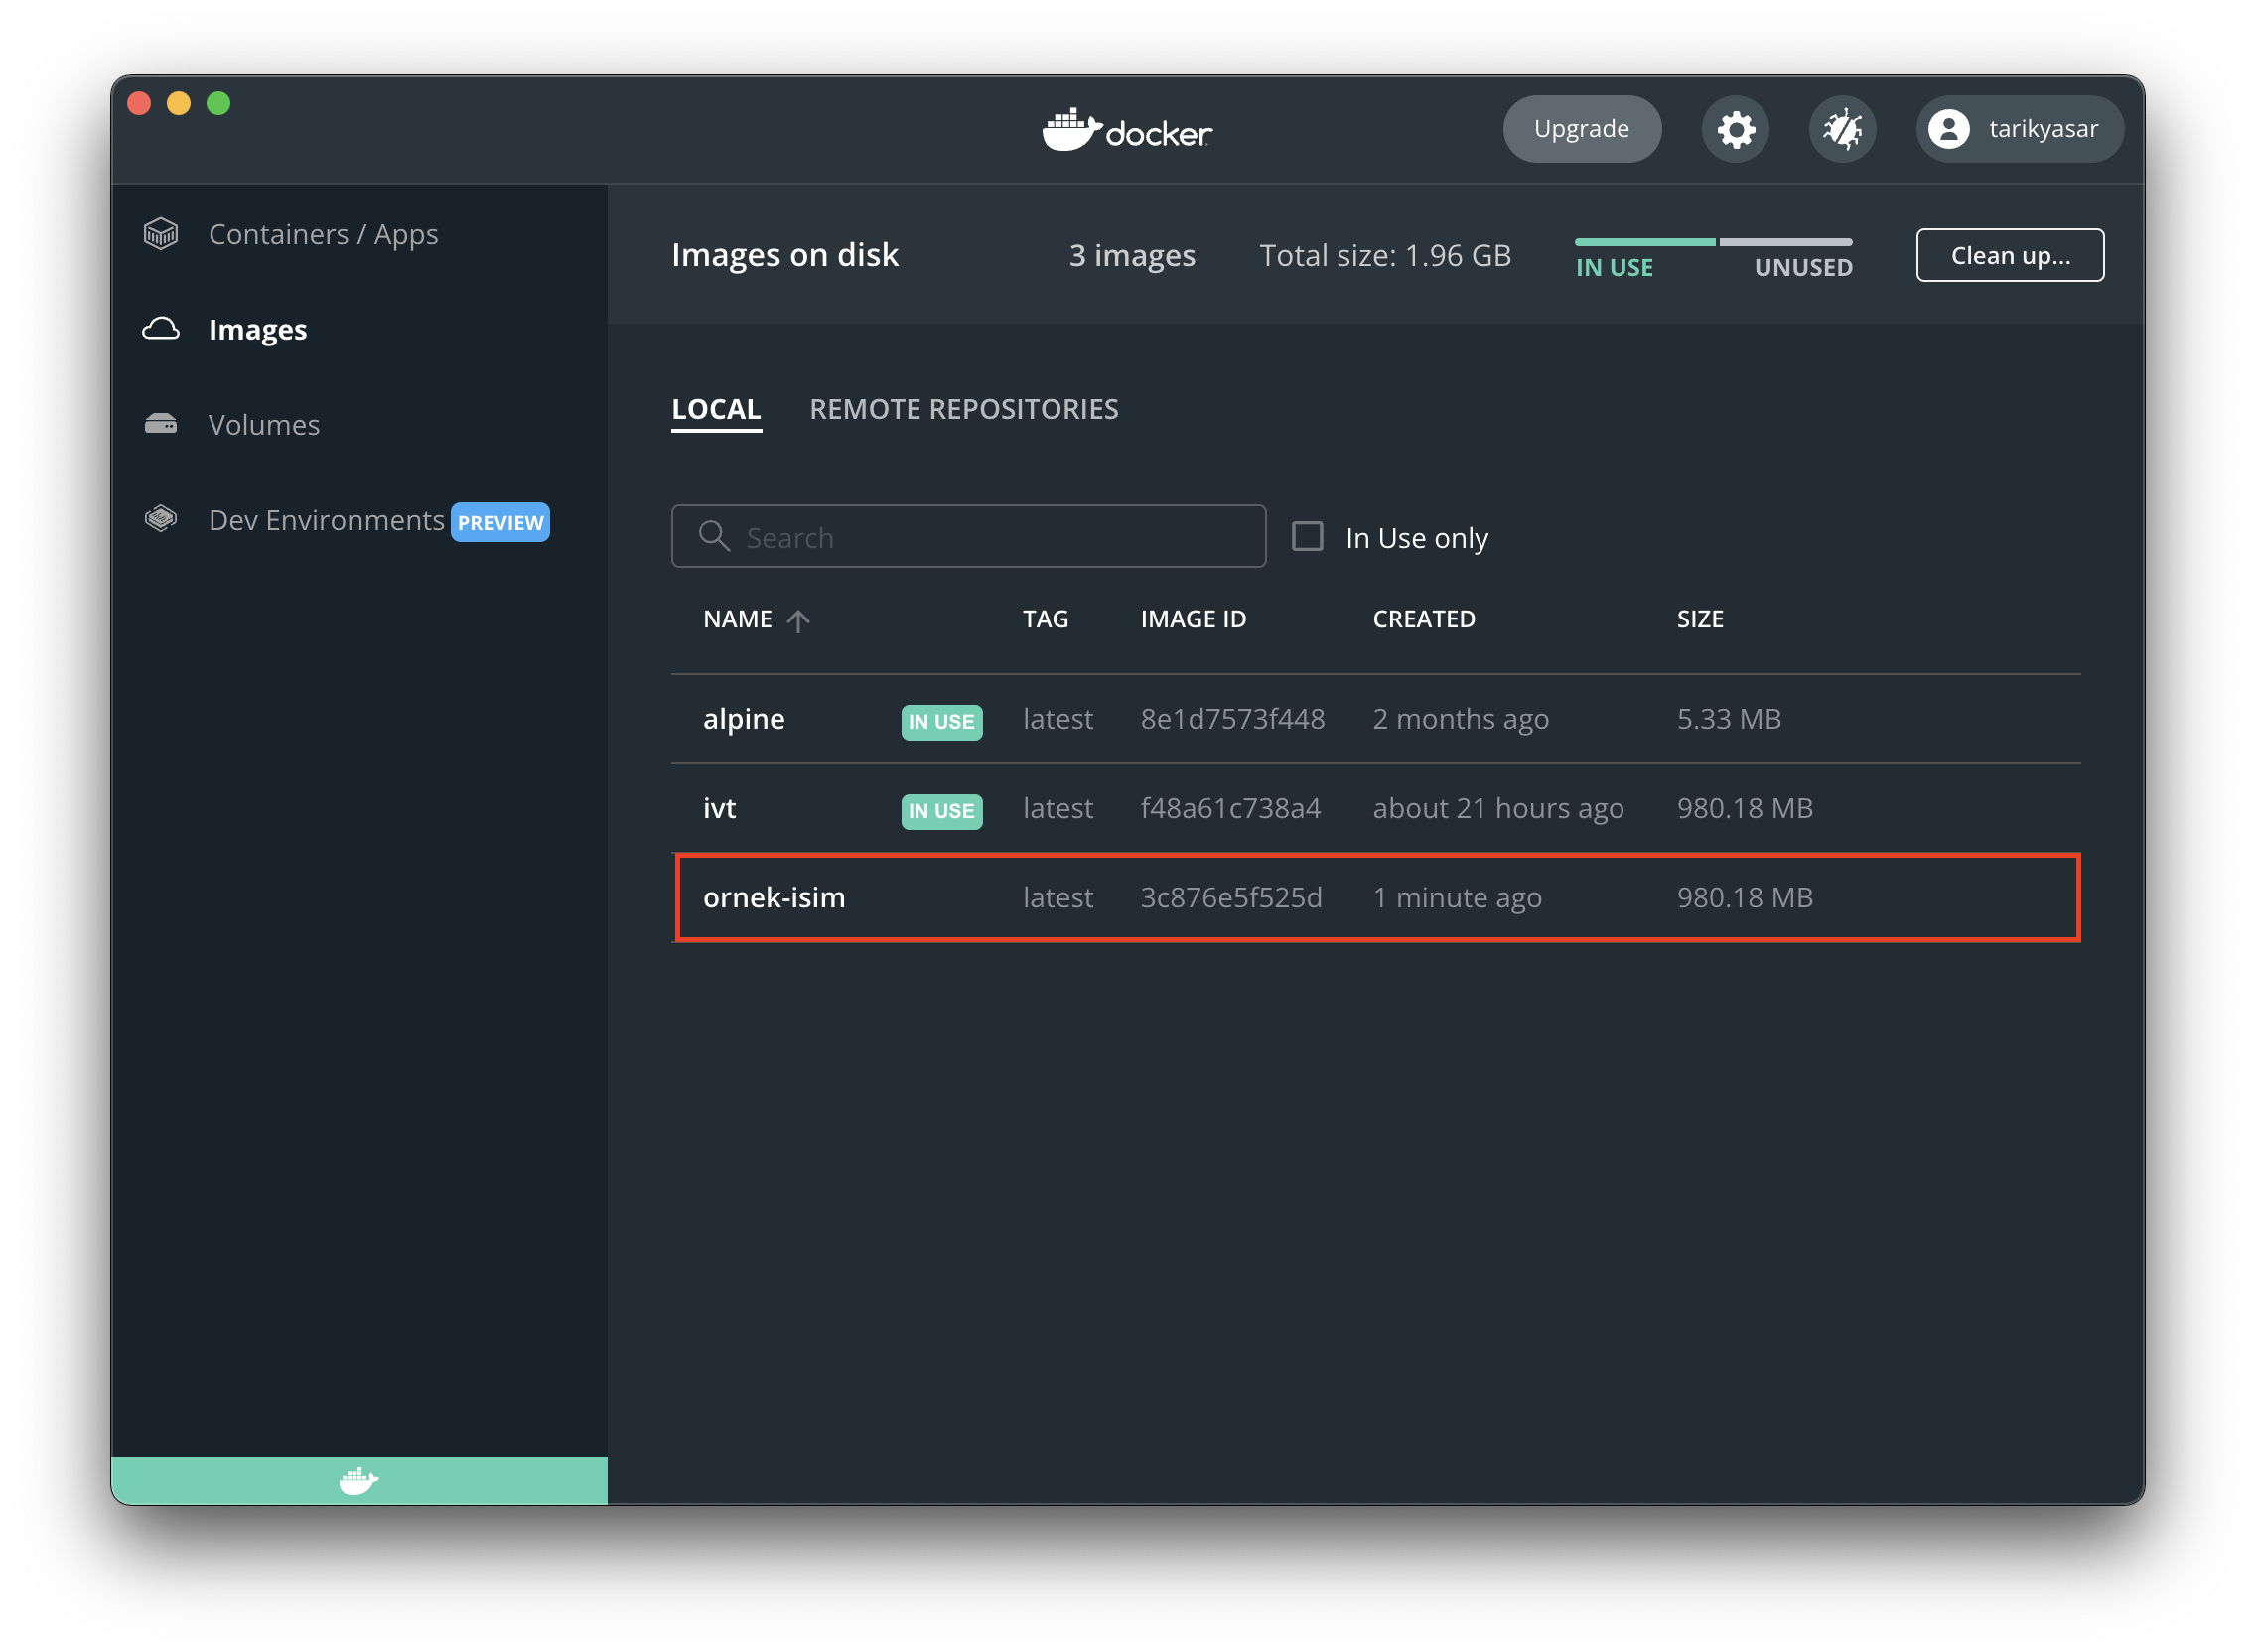 docker
Upgrade
tarikyasar
Containers / Apps
Images
Volumes
Dev Environments PREVIEW
Images on disk
3 images
Total size: 1.96 GB
IN USE
UNUSED
Clean up...
LOCAL
REMOTE REPOSITORIES
Search
In Use only
NAME TAG IMAGE ID CREATED SIZE
alpine IN USE latest 8e1d7573f448 2 months ago 5.33 MB
ivt IN USE latest f48a61c738a4 about 21 hours ago 980.18 MB
ornek-isim latest 3c876e5f525d 1 minute ago 980.18 MB